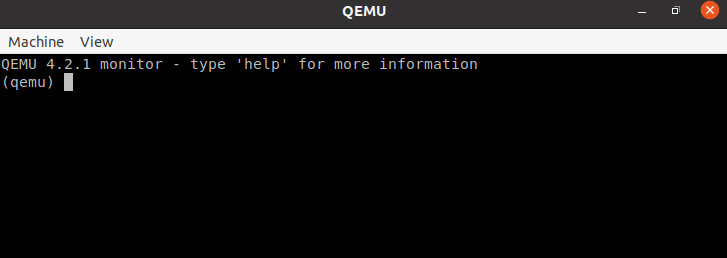 QEMU
Machine View
QEMU 4.2.1 monitor - type 'help' for more information
(qemu)